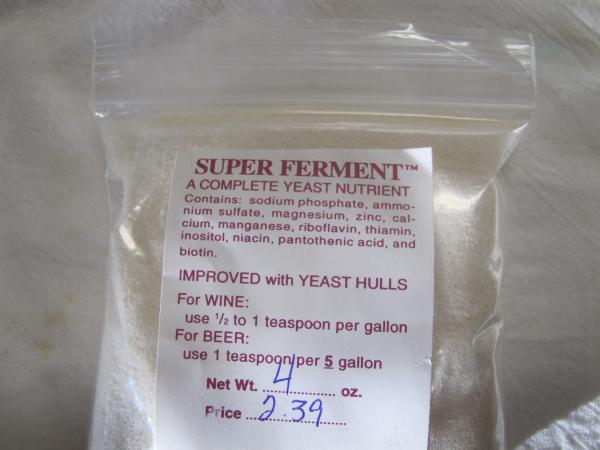 SUPER FERMENT™
A COMPLETE YEAST NUTRIENT
Contains: sodium phosphate, ammo-
nium sulfate, magnesium, zinc, cal-
cium, manganese, riboflavin, thiamin,
inositol, niacin, pantothenic acid, and
biotin.
IMPROVED with YEAST HULLS
For WINE:
use ½ to 1 teaspoon per gallon
For BEER:
use 1 teaspoon per 5 gallon
Net Wt. 4 oz.
Price 2.39